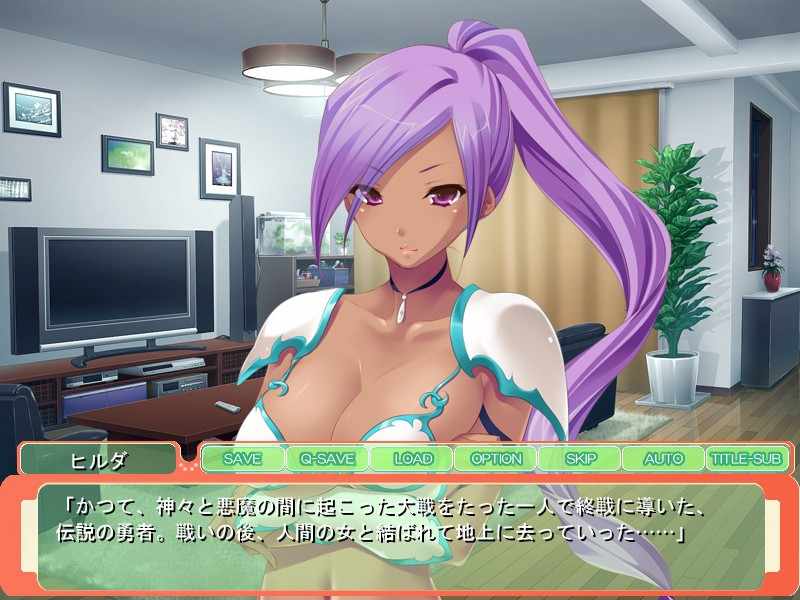 ヒルダ
SAVE Q-SAVE LOAD OPTION SKIP AUTO TITLE-SUB
「かつて、神々と悪魔の間に起こった大戦をたった一人で終戦に導いた、
伝説の勇者。戦いの後、人間の女と結ばれて地上に去っていった……」